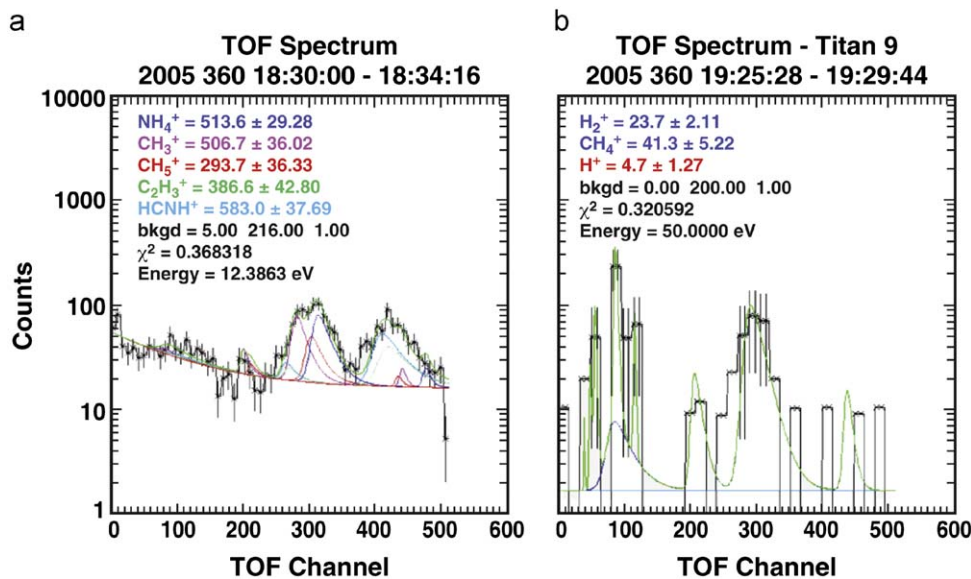 a
TOF Spectrum
2005 360 18:30:00 - 18:34:16
10000
1000
100
10
1
Counts
NH₄⁺ = 513.6 ± 29.28
CH₃⁺ = 506.7 ± 36.02
CH₅⁺ = 293.7 ± 36.33
C₂H₃⁺ = 386.6 ± 42.80
HCNH⁺ = 583.0 ± 37.69
bkgd = 5.00 216.00 1.00
χ² = 0.368318
Energy = 12.3863 eV
0 100 200 300 400 500 600
TOF Channel
b
TOF Spectrum - Titan 9
2005 360 19:25:28 - 19:29:44
H₂⁺ = 23.7 ± 2.11
CH₄⁺ = 41.3 ± 5.22
H⁺ = 4.7 ± 1.27
bkgd = 0.00 200.00 1.00
χ² = 0.320592
Energy = 50.0000 eV
0 100 200 300 400 500 600
TOF Channel